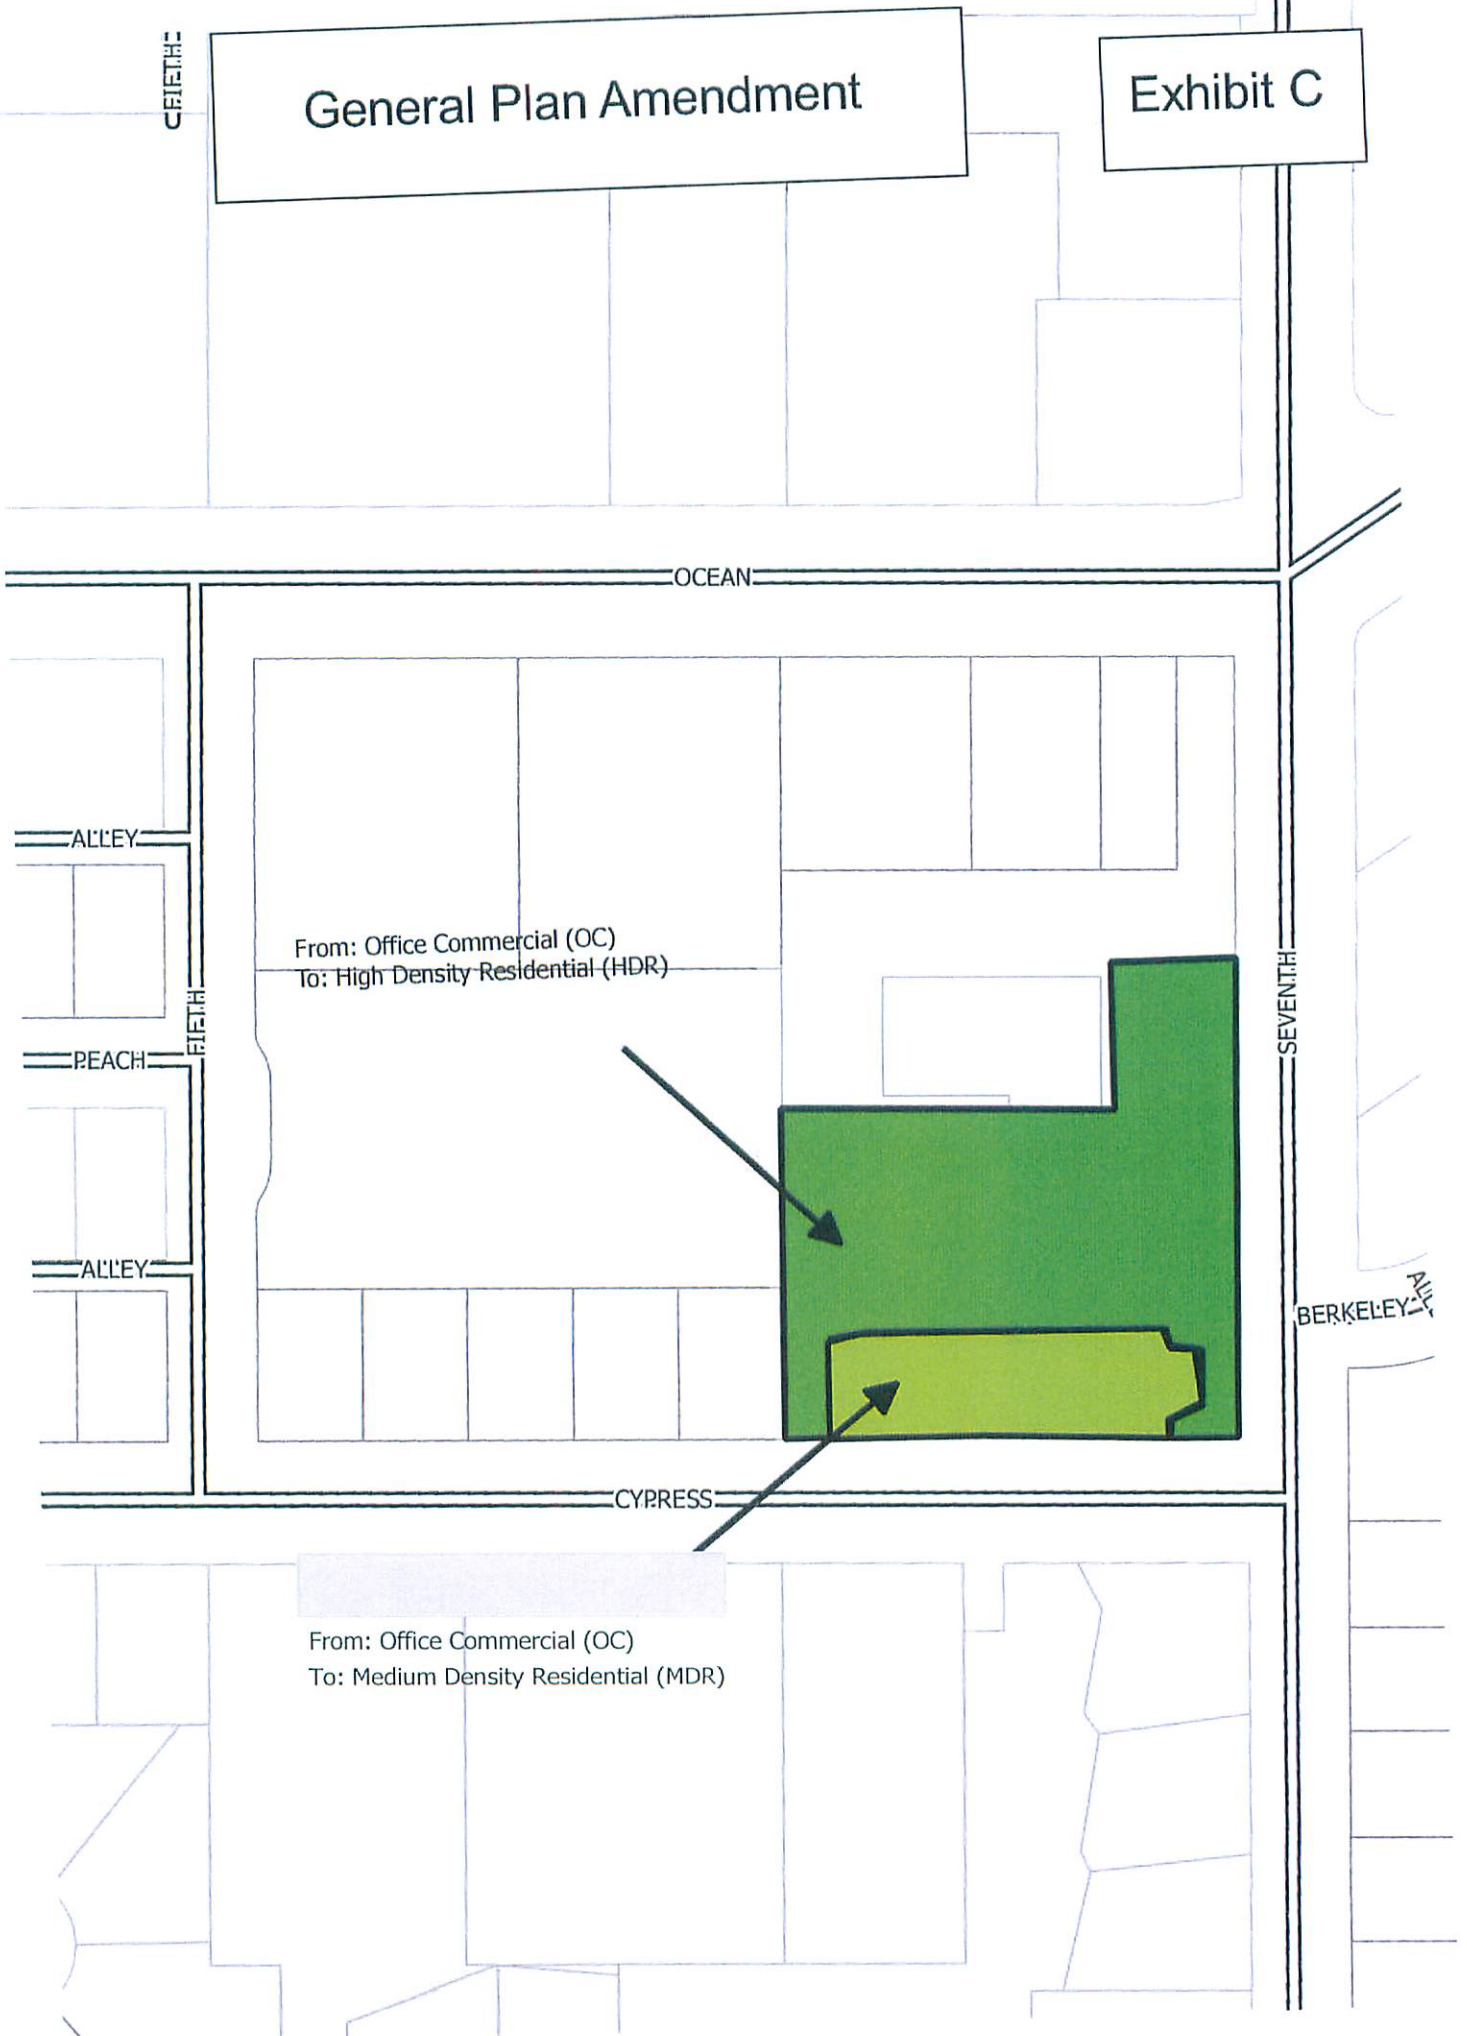 FIFTH
General Plan Amendment
Exhibit C
OCEAN
ALLEY
From: Office Commercial (OC)
To: High Density Residential (HDR)
FIFTH
SEVENTH
PEACH
ALLEY
BERKELEY
CYPRESS
From: Office Commercial (OC)
To: Medium Density Residential (MDR)